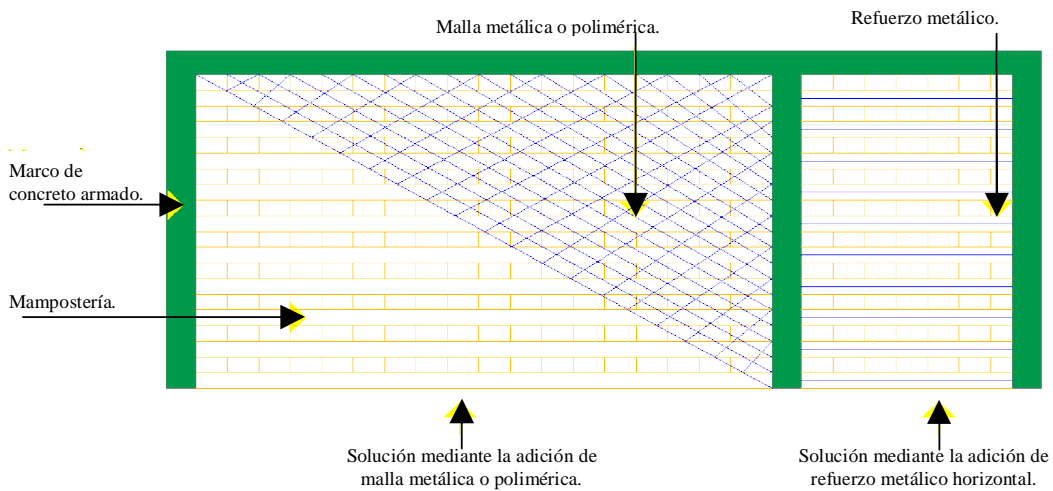 Malla metálica o polimérica.
Refuerzo metálico.
Marco de
concreto armado.
Mampostería.
Solución mediante la adición de
malla metálica o polimérica.
Solución mediante la adición de
refuerzo metálico horizontal.